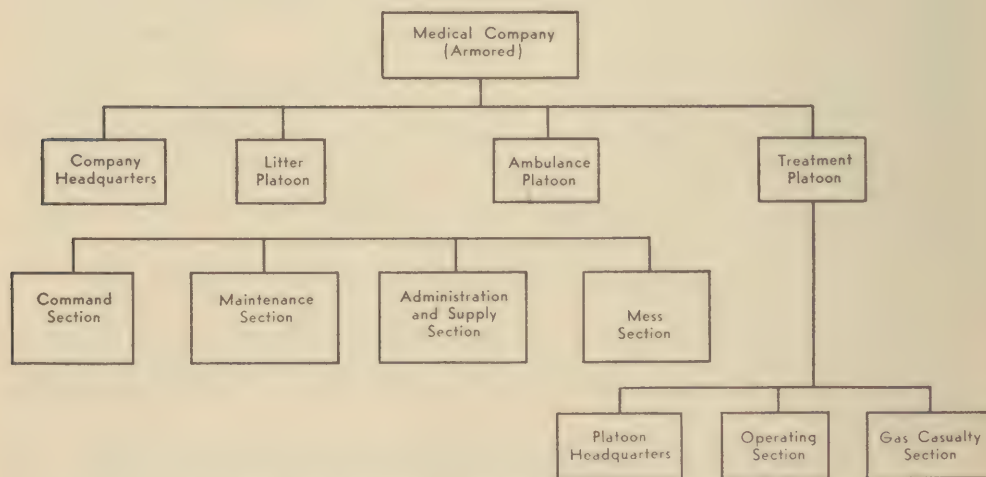 Medical Company
(Armored)
Company
Headquarters
Litter
Platoon
Ambulance
Platoon
Treatment
Platoon
Command
Section
Maintenance
Section
Administration
and Supply
Section
Mess
Section
Platoon
Headquarters
Operating
Section
Gas Casualty
Section